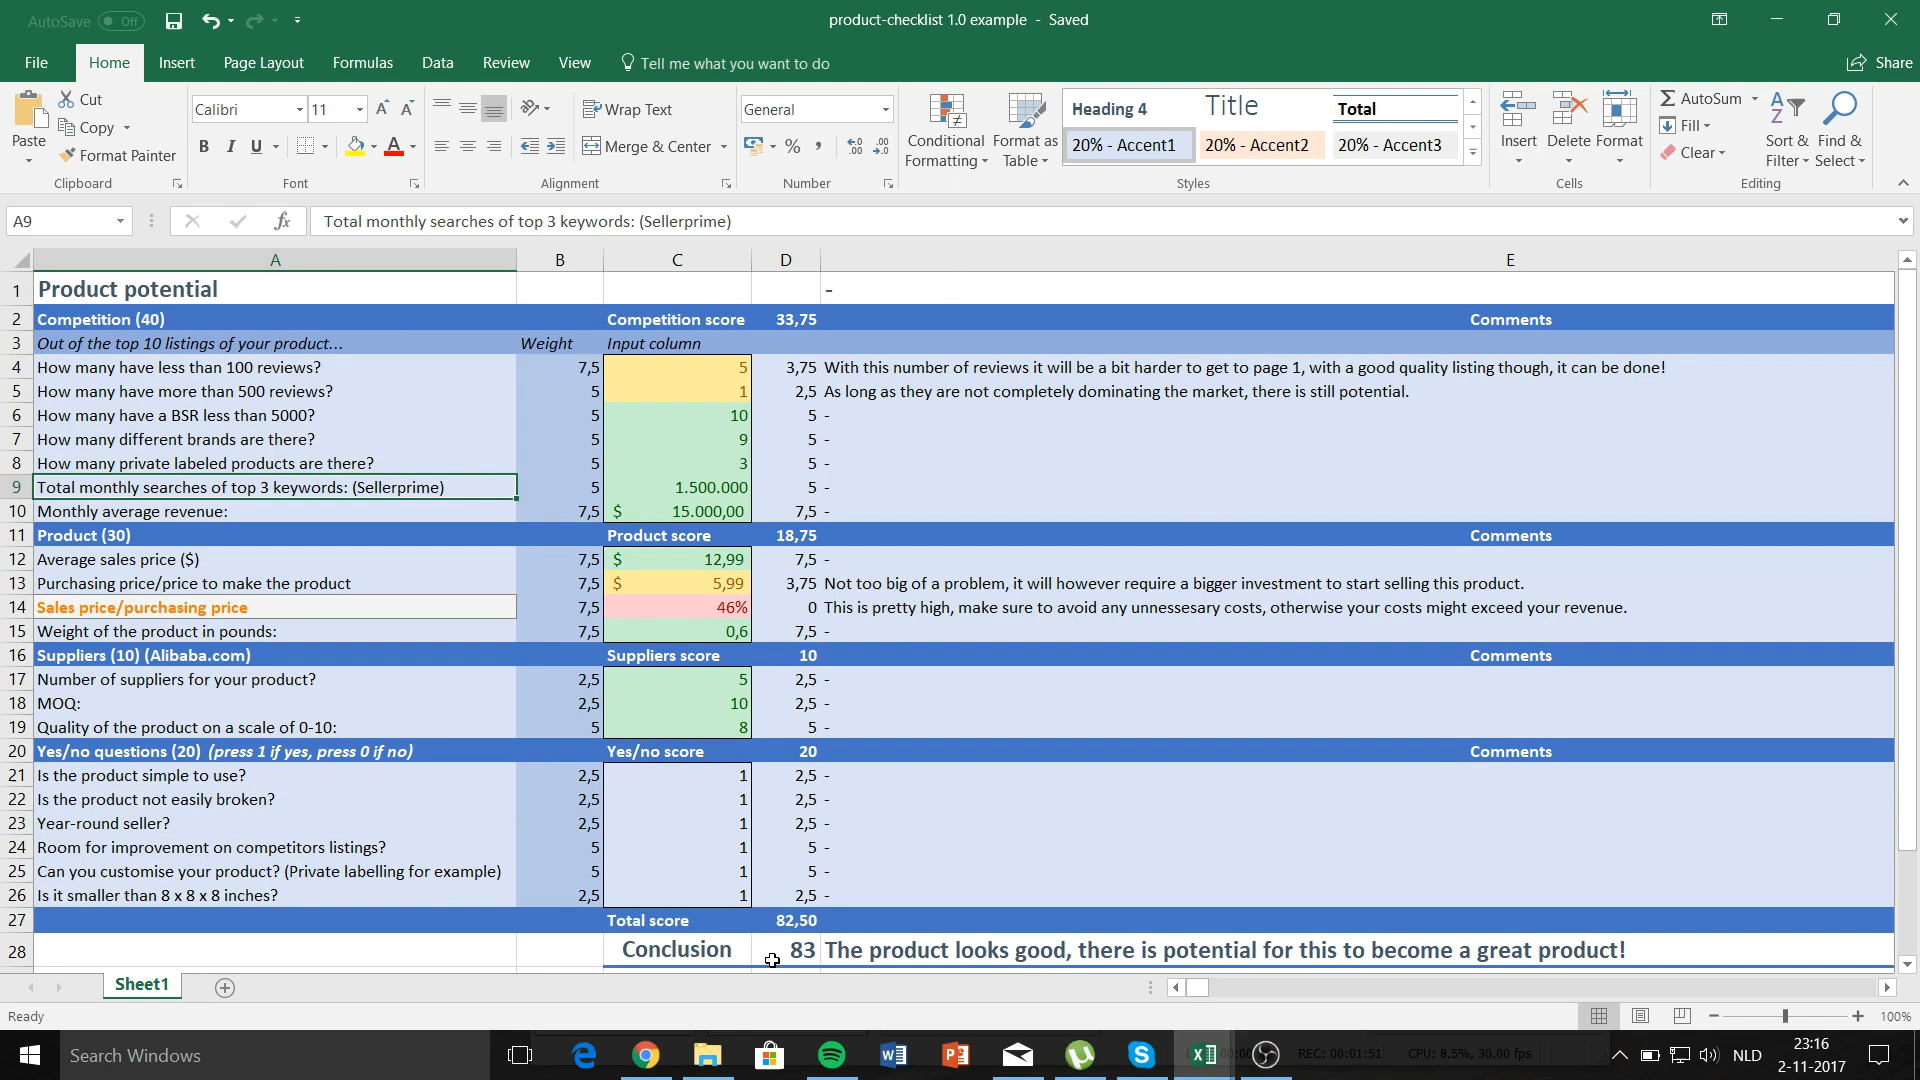 AutoSave Off product-checklist 1.0 example - Saved
File Home Insert Page Layout Formulas Data Review View Tell me what you want to do Share
Cut Calibri 11 Wrap Text General Heading 4 Title Total AutoSum
Copy Fill
Paste Format Painter B I U Merge & Center % 20% - Accent1 20% - Accent2 20% - Accent3 Clear
Conditional Formatting Format as Table Insert Delete Format Sort & Filter Find & Select
Clipboard Font Alignment Number Styles Cells Editing
A9 fx Total monthly searches of top 3 keywords: (Sellerprime)
A B C D E
1 Product potential -
2 Competition (40) Competition score 33,75 Comments
3 Out of the top 10 listings of your product... Weight Input column
4 How many have less than 100 reviews? 7,5 5 3,75 With this number of reviews it will be a bit harder to get to page 1, with a good quality listing though, it can be done!
5 How many have more than 500 reviews? 5 1 2,5 As long as they are not completely dominating the market, there is still potential.
6 How many have a BSR less than 5000? 5 10 5 -
7 How many different brands are there? 5 9 5 -
8 How many private labeled products are there? 5 3 5 -
9 Total monthly searches of top 3 keywords: (Sellerprime) 5 1.500.000 5 -
10 Monthly average revenue: 7,5 $ 15.000,00 7,5 -
11 Product (30) Product score 18,75 Comments
12 Average sales price ($) 7,5 $ 12,99 7,5 -
13 Purchasing price/price to make the product 7,5 $ 5,99 3,75 Not too big of a problem, it will however require a bigger investment to start selling this product.
14 Sales price/purchasing price 7,5 46% 0 This is pretty high, make sure to avoid any unnessesary costs, otherwise your costs might exceed your revenue.
15 Weight of the product in pounds: 7,5 0,6 7,5 -
16 Suppliers (10) (Alibaba.com) Suppliers score 10 Comments
17 Number of suppliers for your product? 2,5 5 2,5 -
18 MOQ: 2,5 10 2,5 -
19 Quality of the product on a scale of 0-10: 5 8 5 -
20 Yes/no questions (20) (press 1 if yes, press 0 if no) Yes/no score 20 Comments
21 Is the product simple to use? 2,5 1 2,5 -
22 Is the product not easily broken? 2,5 1 2,5 -
23 Year-round seller? 2,5 1 2,5 -
24 Room for improvement on competitors listings? 5 1 5 -
25 Can you customise your product? (Private labelling for example) 5 1 5 -
26 Is it smaller than 8 x 8 x 8 inches? 2,5 1 2,5 -
27 Total score 82,50
28 Conclusion 83 The product looks good, there is potential for this to become a great product!
Sheet1
Ready 100%
Search Windows REC: 00:01:51 CPU: 8.5%, 30.00 fps NLD 23:16
2-11-2017